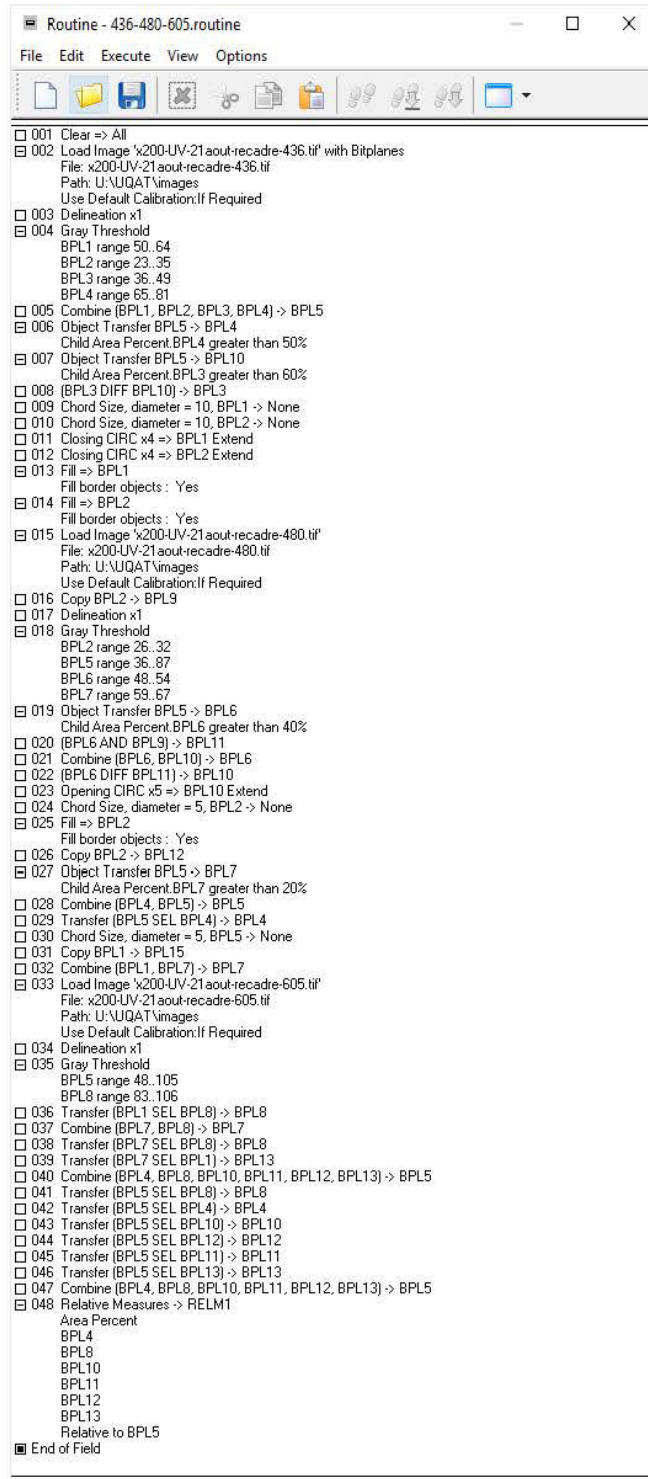 Routine - 436-480-605.routine
File Edit Execute View Options
001 Clear => All
002 Load Image 'x200-UV-21aout-recadre-436.tif' with Bitplanes
File: x200-UV-21aout-recadre-436.tif
Path: U:\UQAT\images
Use Default Calibration:If Required
003 Delineation x1
004 Gray Threshold
BPL1 range 50..64
BPL2 range 23..35
BPL3 range 36..49
BPL4 range 65..81
005 Combine (BPL1, BPL2, BPL3, BPL4) -> BPL5
006 Object Transfer BPL5 -> BPL4
Child Area Percent.BPL4 greater than 50%
007 Object Transfer BPL5 -> BPL10
Child Area Percent.BPL3 greater than 60%
008 (BPL3 DIFF BPL10) -> BPL3
009 Chord Size, diameter = 10, BPL1 -> None
010 Chord Size, diameter = 10, BPL2 -> None
011 Closing CIRC x4 => BPL1 Extend
012 Closing CIRC x4 => BPL2 Extend
013 Fill => BPL1
Fill border objects : Yes
014 Fill => BPL2
Fill border objects : Yes
015 Load Image 'x200-UV-21aout-recadre-480.tif'
File: x200-UV-21aout-recadre-480.tif
Path: U:\UQAT\images
Use Default Calibration:If Required
016 Copy BPL2 -> BPL9
017 Delineation x1
018 Gray Threshold
BPL2 range 26..32
BPL5 range 36..87
BPL6 range 48..54
BPL7 range 59..67
019 Object Transfer BPL5 -> BPL6
Child Area Percent.BPL6 greater than 40%
020 (BPL6 AND BPL9) -> BPL11
021 Combine (BPL6, BPL10) -> BPL6
022 (BPL6 DIFF BPL11) -> BPL10
023 Opening CIRC x5 => BPL10 Extend
024 Chord Size, diameter = 5, BPL2 -> None
025 Fill => BPL2
Fill border objects : Yes
026 Copy BPL2 -> BPL12
027 Object Transfer BPL5 -> BPL7
Child Area Percent.BPL7 greater than 20%
028 Combine (BPL4, BPL5) -> BPL5
029 Transfer (BPL5 SEL BPL4) -> BPL4
030 Chord Size, diameter = 5, BPL5 -> None
031 Copy BPL1 -> BPL15
032 Combine (BPL1, BPL7) -> BPL7
033 Load Image 'x200-UV-21aout-recadre-605.tif'
File: x200-UV-21aout-recadre-605.tif
Path: U:\UQAT\images
Use Default Calibration:If Required
034 Delineation x1
035 Gray Threshold
BPL5 range 48..105
BPL8 range 83..106
036 Transfer (BPL1 SEL BPL8) -> BPL8
037 Combine (BPL7, BPL8) -> BPL7
038 Transfer (BPL7 SEL BPL8) -> BPL8
039 Transfer (BPL7 SEL BPL1) -> BPL13
040 Combine (BPL4, BPL8, BPL10, BPL11, BPL12, BPL13) -> BPL5
041 Transfer (BPL5 SEL BPL8) -> BPL8
042 Transfer (BPL5 SEL BPL4) -> BPL4
043 Transfer (BPL5 SEL BPL10) -> BPL10
044 Transfer (BPL5 SEL BPL12) -> BPL12
045 Transfer (BPL5 SEL BPL11) -> BPL11
046 Transfer (BPL5 SEL BPL13) -> BPL13
047 Combine (BPL4, BPL8, BPL10, BPL11, BPL12, BPL13) -> BPL5
048 Relative Measures -> RELM1
Area Percent
BPL4
BPL8
BPL10
BPL11
BPL12
BPL13
Relative to BPL5
End of Field